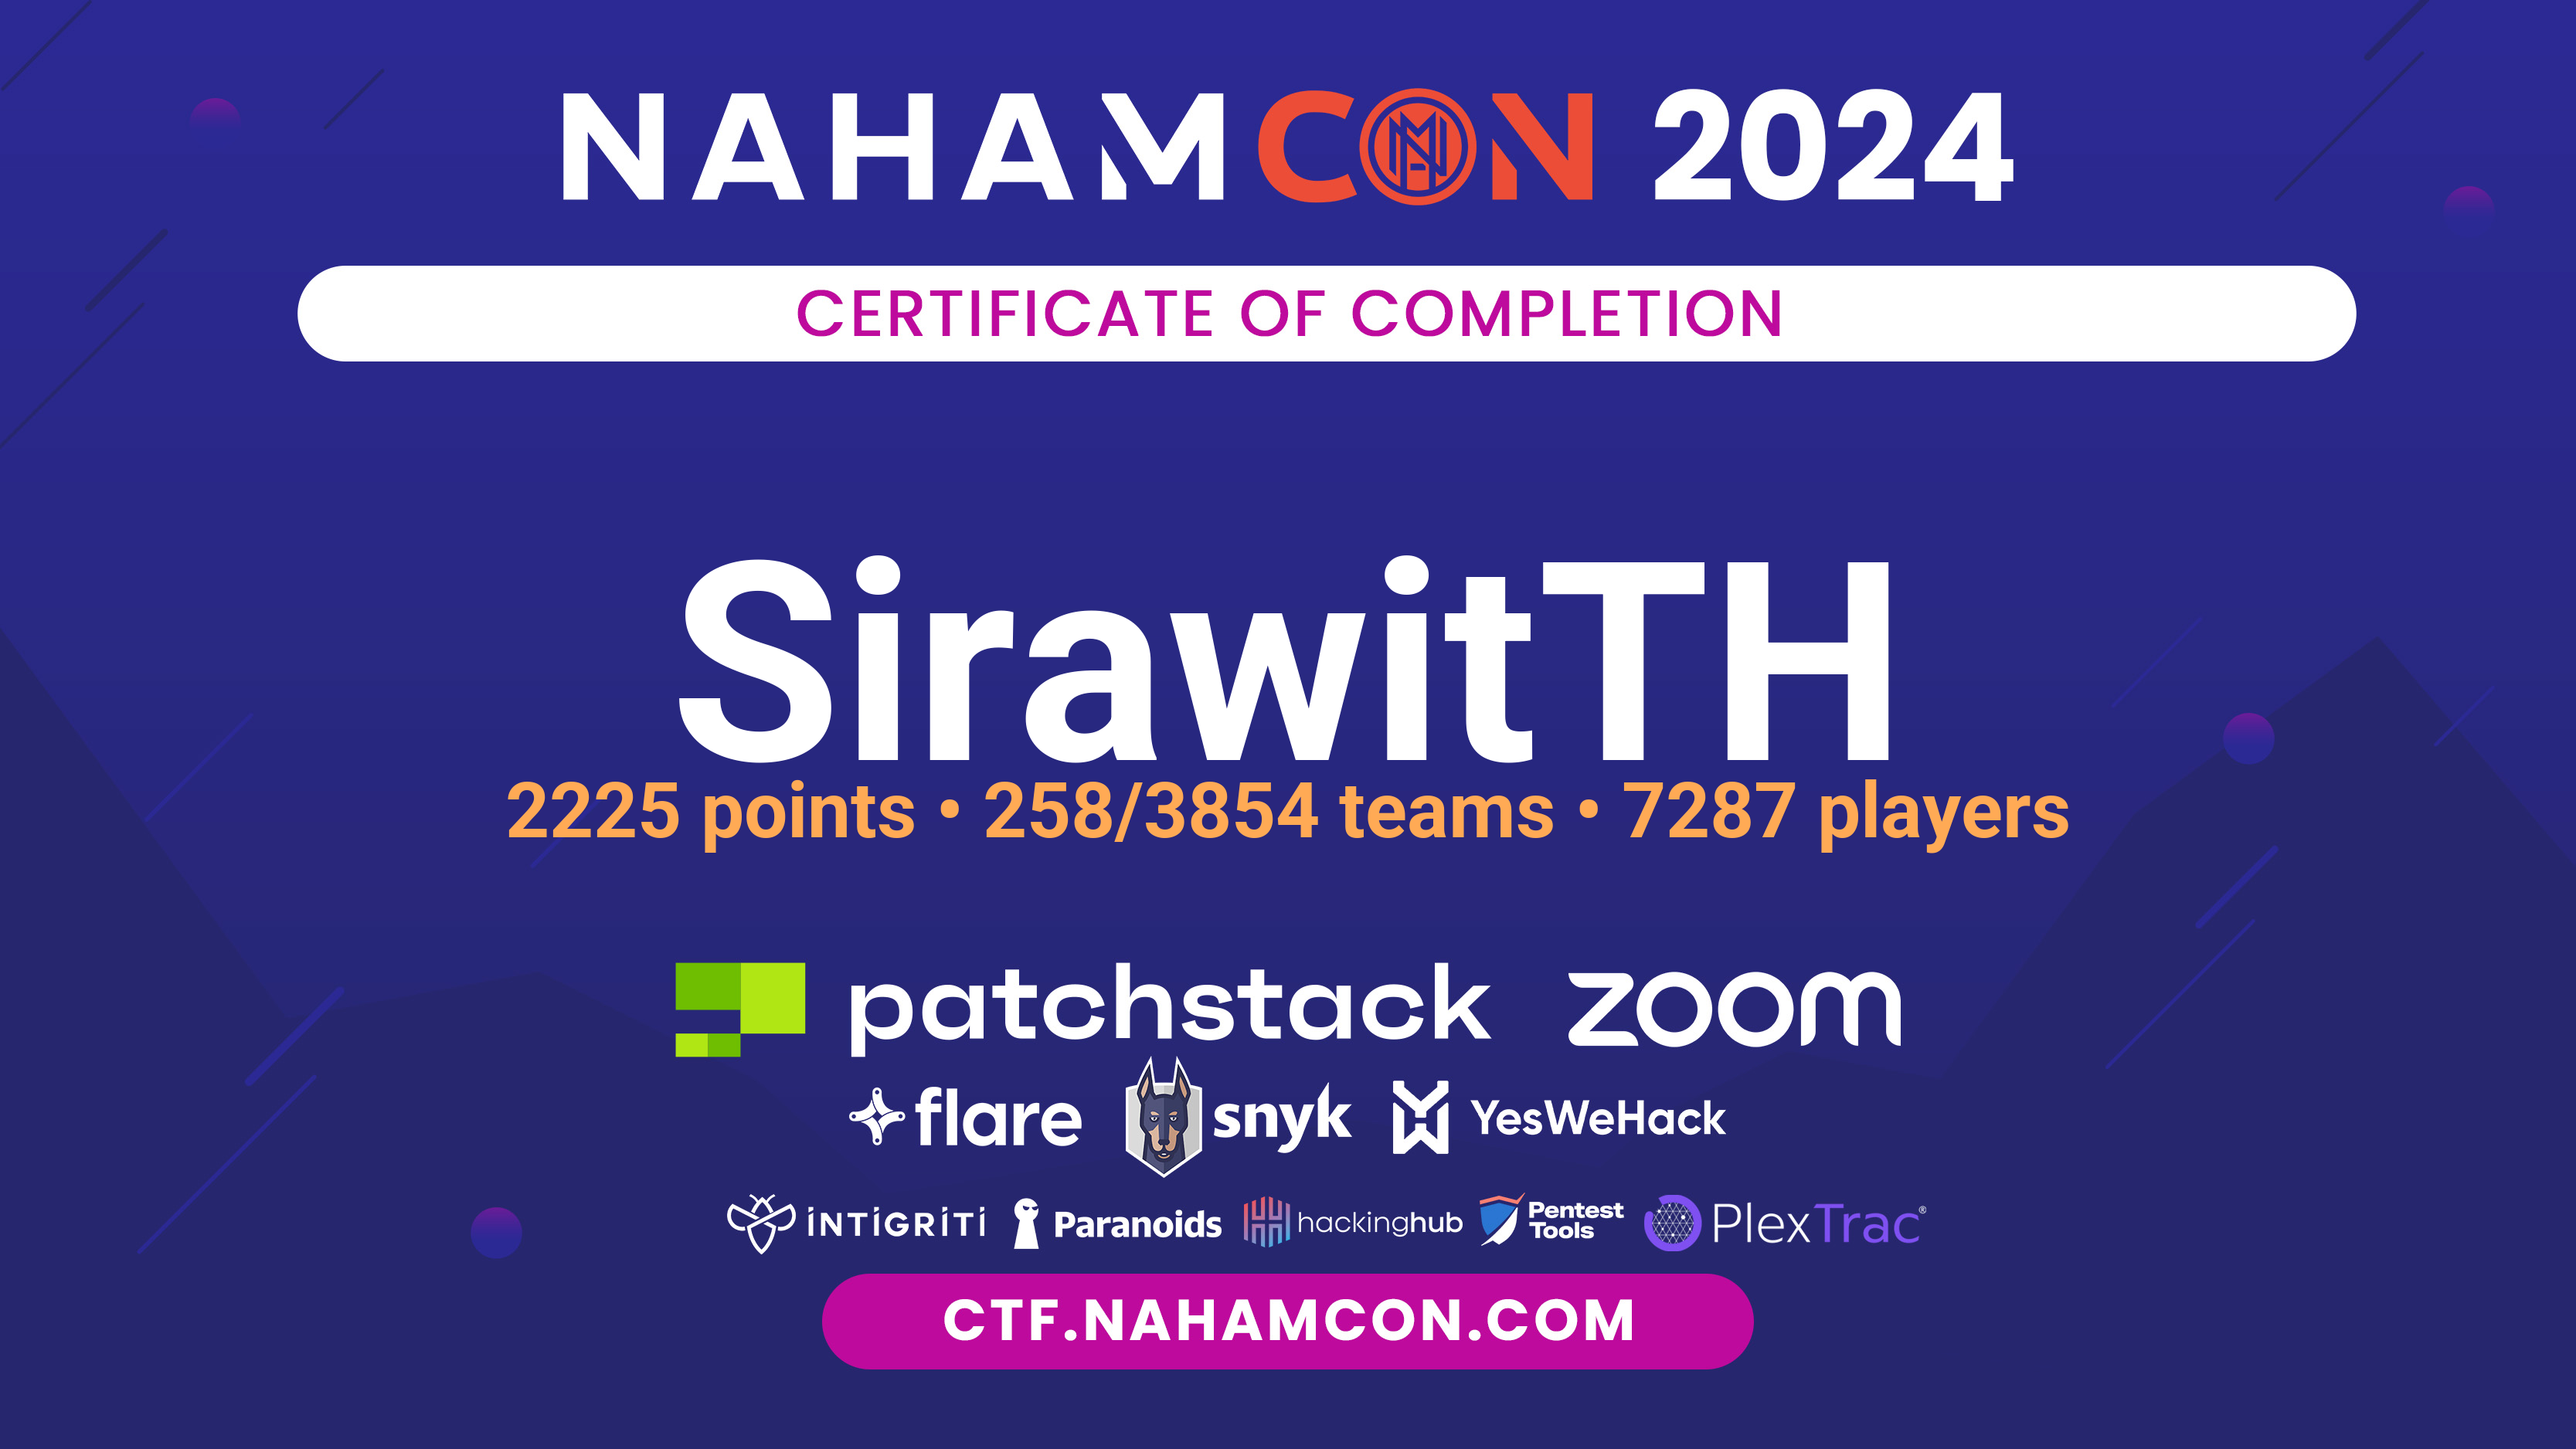 NAHAMCON 2024
CERTIFICATE OF COMPLETION
SirawitTH
2225 points • 258/3854 teams • 7287 players
patchstack zoom
flare snyk YesWeHack
INTIGRITI Paranoids hackinghub Pentest Tools PlexTrac®
CTF.NAHAMCON.COM